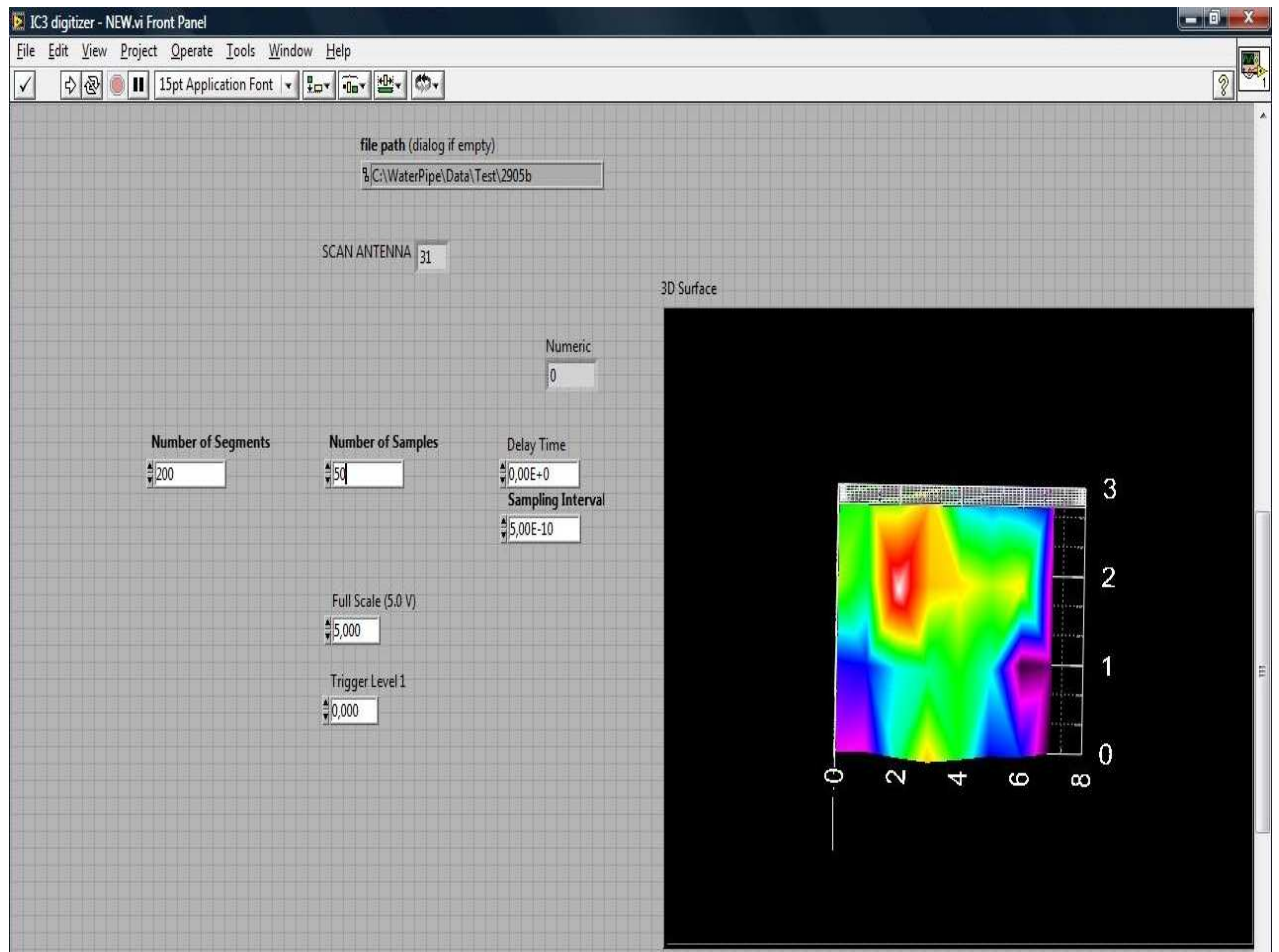 IC3 digitizer - NEW.vi Front Panel
File Edit View Project Operate Tools Window Help
15pt Application Font
1
file path (dialog if empty)
C:\WaterPipe\Data\Test\2905b
SCAN ANTENNA 31
3D Surface
Numeric
0
Number of Segments Number of Samples Delay Time
200 50 0,00E+0
Sampling Interval
5,00E-10
Full Scale (5.0 V)
5,000
Trigger Level 1
0,000
3
2
1
0
0 2 4 6 8